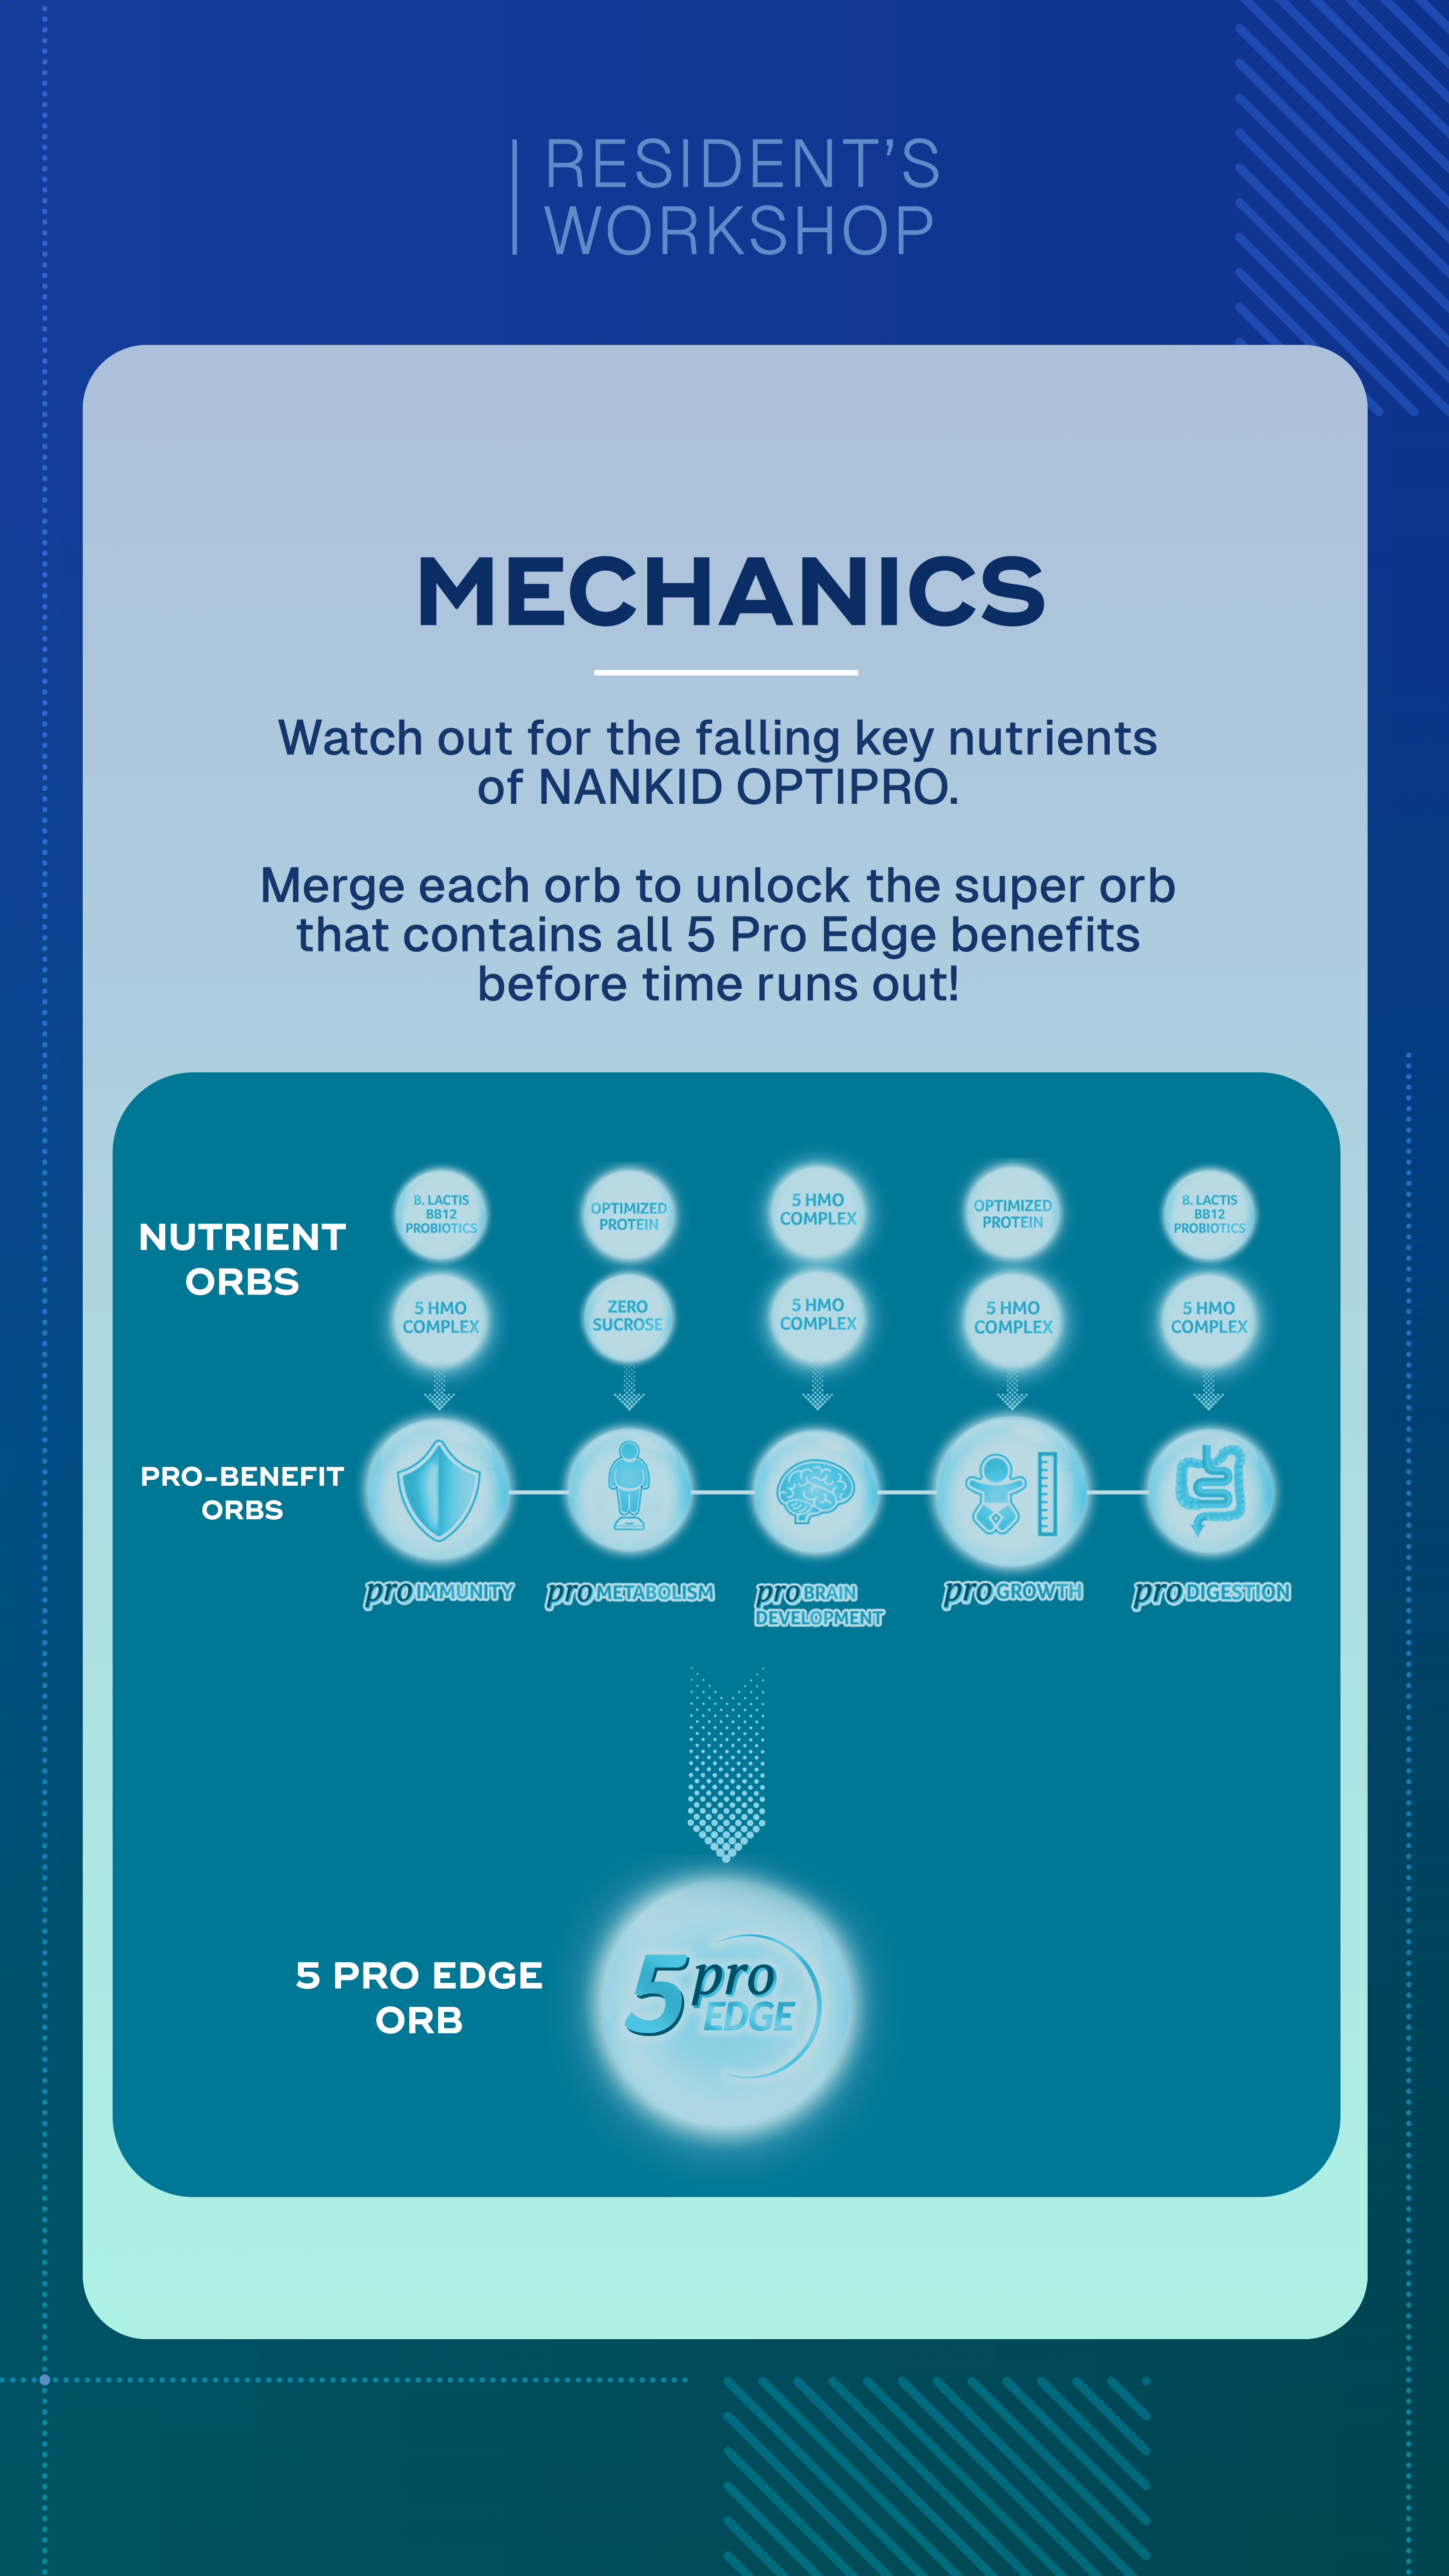 RESIDENT’S
WORKSHOP
MECHANICS
Watch out for the falling key nutrients
of NANKID OPTIPRO.
Merge each orb to unlock the super orb
that contains all 5 Pro Edge benefits
before time runs out!
NUTRIENT
ORBS
B. LACTIS
BB12
PROBIOTICS
OPTIMIZED
PROTEIN
5 HMO
COMPLEX
OPTIMIZED
PROTEIN
B. LACTIS
BB12
PROBIOTICS
5 HMO
COMPLEX
ZERO
SUCROSE
5 HMO
COMPLEX
5 HMO
COMPLEX
5 HMO
COMPLEX
PRO-BENEFIT
ORBS
pro IMMUNITY
pro METABOLISM
pro BRAIN
DEVELOPMENT
pro GROWTH
pro DIGESTION
5 PRO EDGE
ORB
5 pro
EDGE